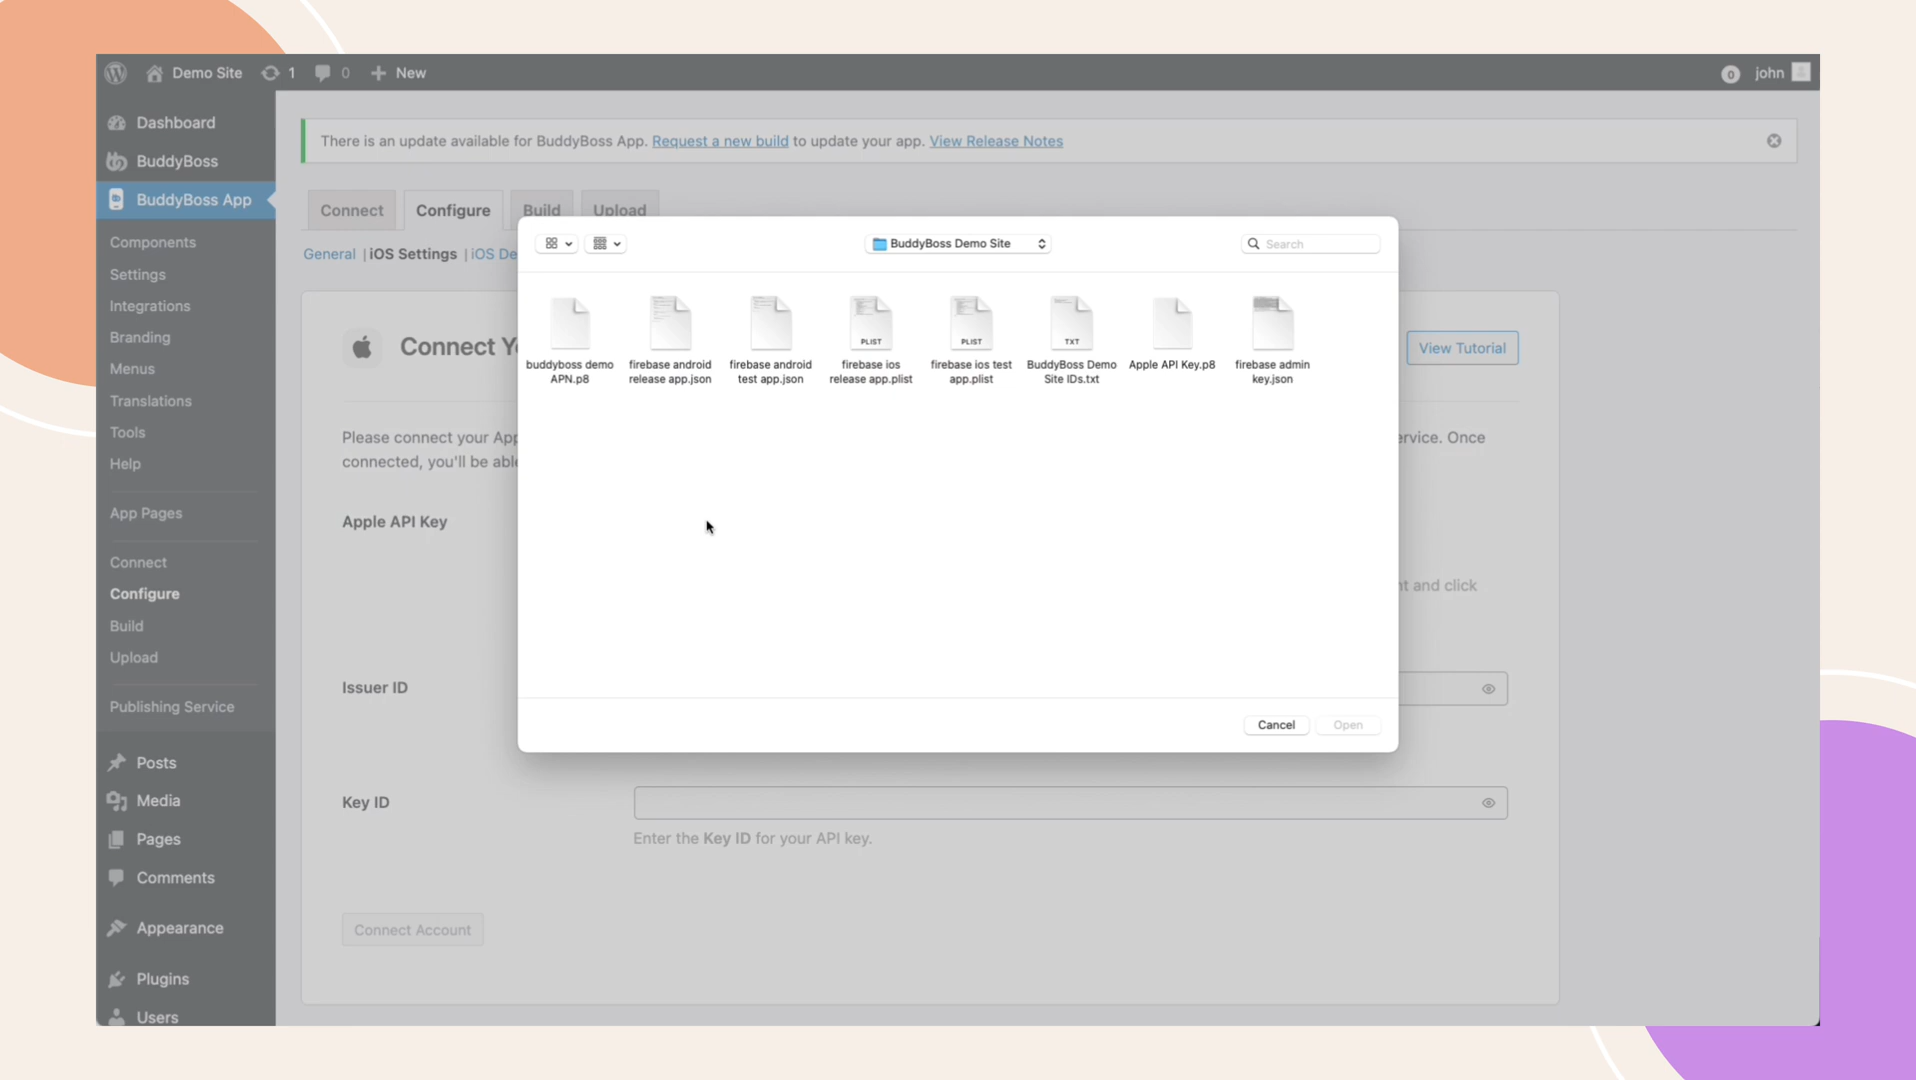 Demo Site
1
0
New
0
john
Dashboard
BuddyBoss
BuddyBoss App
Components
Settings
Integrations
Branding
Menus
Translations
Tools
Help
App Pages
Connect
Configure
Build
Upload
Publishing Service
Posts
Media
Pages
Comments
Appearance
Plugins
Users
There is an update available for BuddyBoss App. Request a new build to update your app. View Release Notes
Connect
Configure
Build
Upload
General | iOS Settings | iOS De
BuddyBoss Demo Site
Search
buddyboss demo
APN.p8
firebase android
release app.json
firebase android
test app.json
PLIST
firebase ios
release app.plist
PLIST
firebase ios test
app.plist
TXT
BuddyBoss Demo
Site IDs.txt
Apple API Key.p8
firebase admin
key.json
Cancel
Open
Connect Y
View Tutorial
Please connect your App
ervice. Once
connected, you'll be able
Apple API Key
nt and click
Issuer ID
Key ID
Enter the Key ID for your API key.
Connect Account